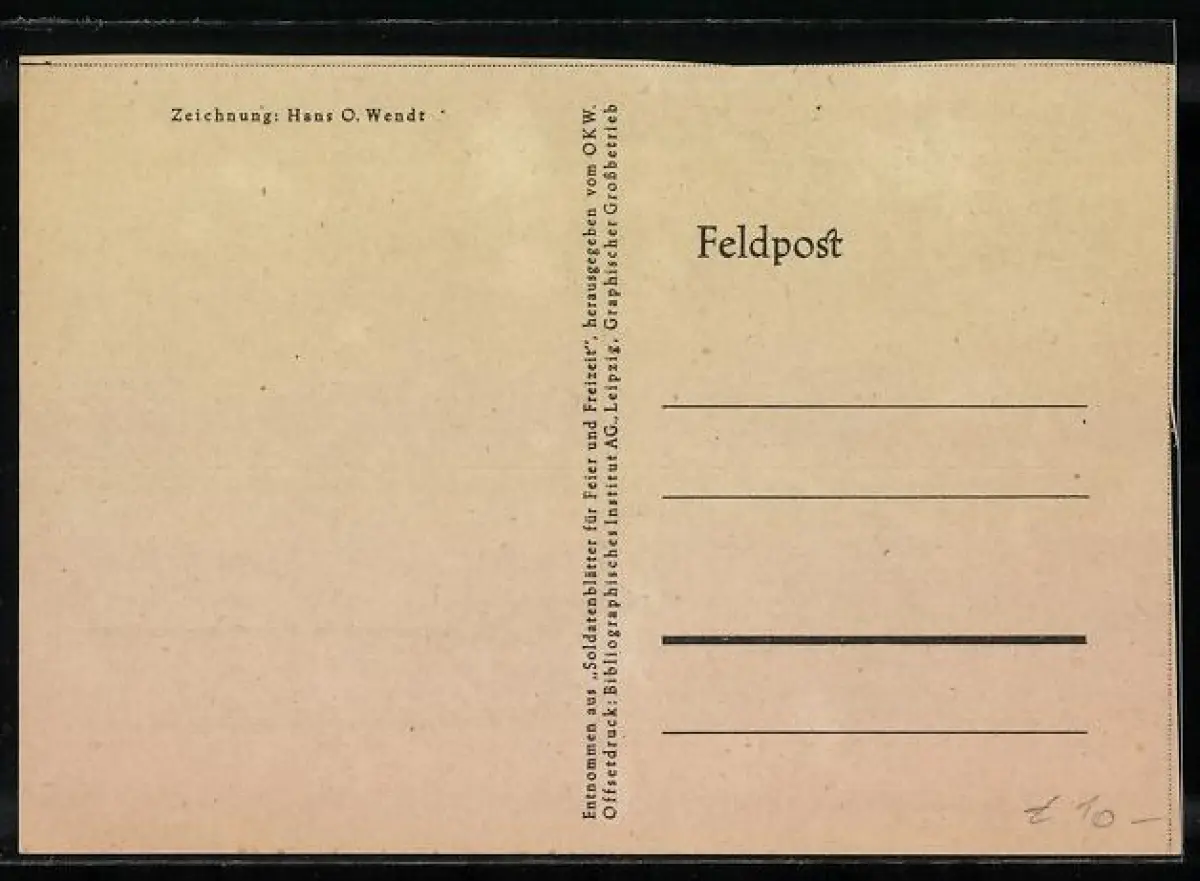 Zeichnung: Hans O. Wendt
Entnommen aus „Soldatenblätter für Feier und Freizeit", herausgegeben vom OKW.
Offsetdruck: Bibliographisches Institut AG., Leipzig, Graphischer Großbetrieb
Feldpost
10 –